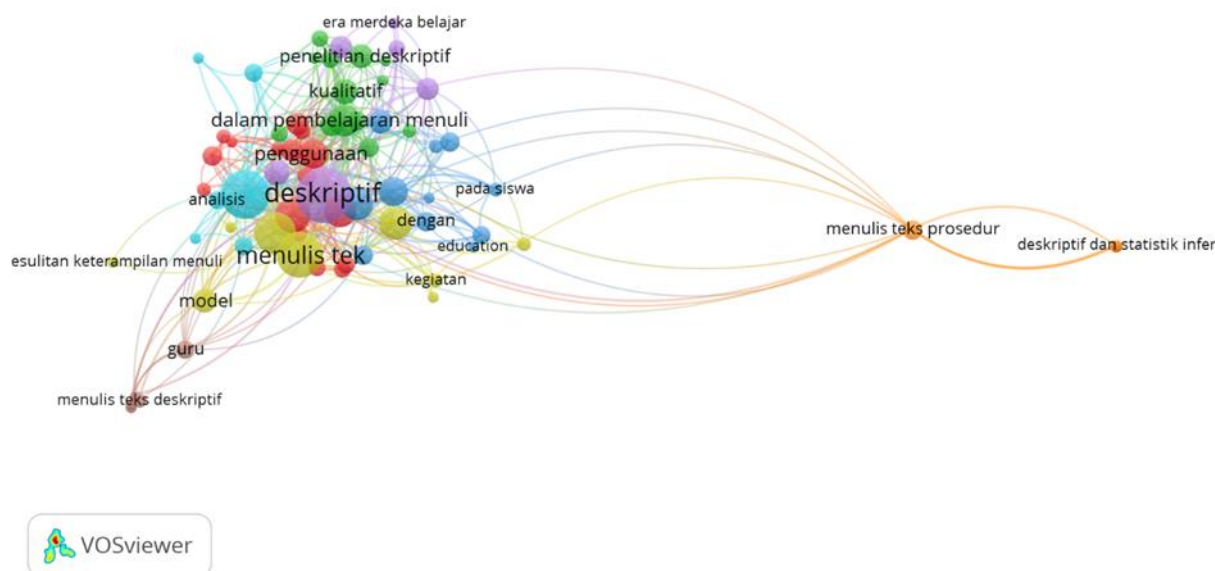 era merdeka belajar
penelitian deskriptif
kualitatif
dalam pembelajaran menuli
penggunaan
deskriptif
pada siswa
analisis
dengan
menulis teks prosedur
education
deskriptif dan statistik infer
menulis tek
esulitan keterampilan menuli
kegiatan
model
guru
menulis teks deskriptif
VOSviewer